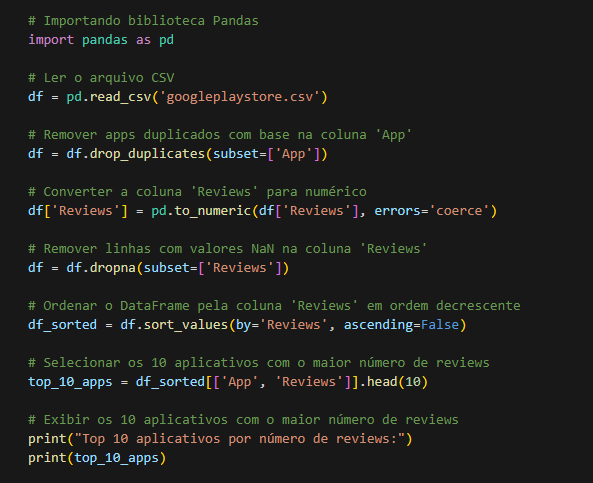 # Importando biblioteca Pandas
import pandas as pd
# Ler o arquivo CSV
df = pd.read_csv('googleplaystore.csv')
# Remover apps duplicados com base na coluna 'App'
df = df.drop_duplicates(subset=['App'])
# Converter a coluna 'Reviews' para numérico
df['Reviews'] = pd.to_numeric(df['Reviews'], errors='coerce')
# Remover linhas com valores NaN na coluna 'Reviews'
df = df.dropna(subset=['Reviews'])
# Ordenar o DataFrame pela coluna 'Reviews' em ordem decrescente
df_sorted = df.sort_values(by='Reviews', ascending=False)
# Selecionar os 10 aplicativos com o maior número de reviews
top_10_apps = df_sorted[['App', 'Reviews']].head(10)
# Exibir os 10 aplicativos com o maior número de reviews
print("Top 10 aplicativos por número de reviews:")
print(top_10_apps)